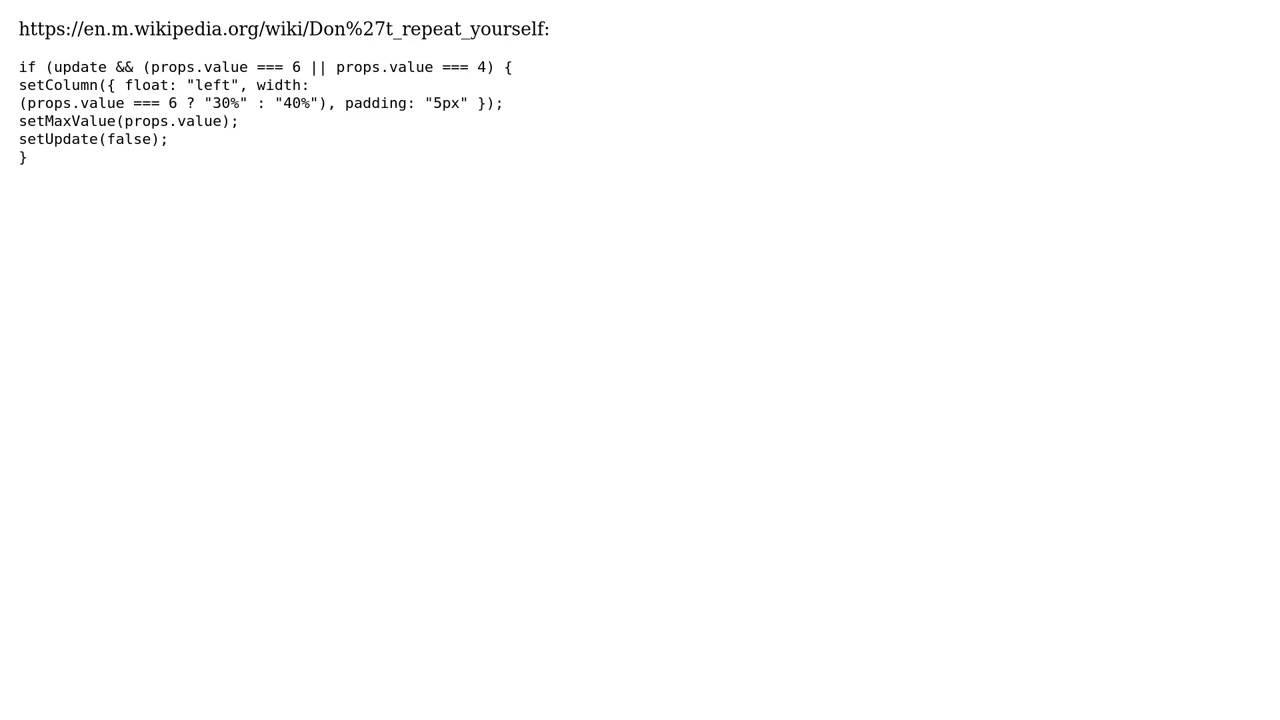 https://en.m.wikipedia.org/wiki/Don%27t_repeat_yourself:
if (update && (props.value === 6 || props.value === 4) {
setColumn({ float: "left", width:
(props.value === 6 ? "30%" : "40%"), padding: "5px" });
setMaxValue(props.value);
setUpdate(false);
}